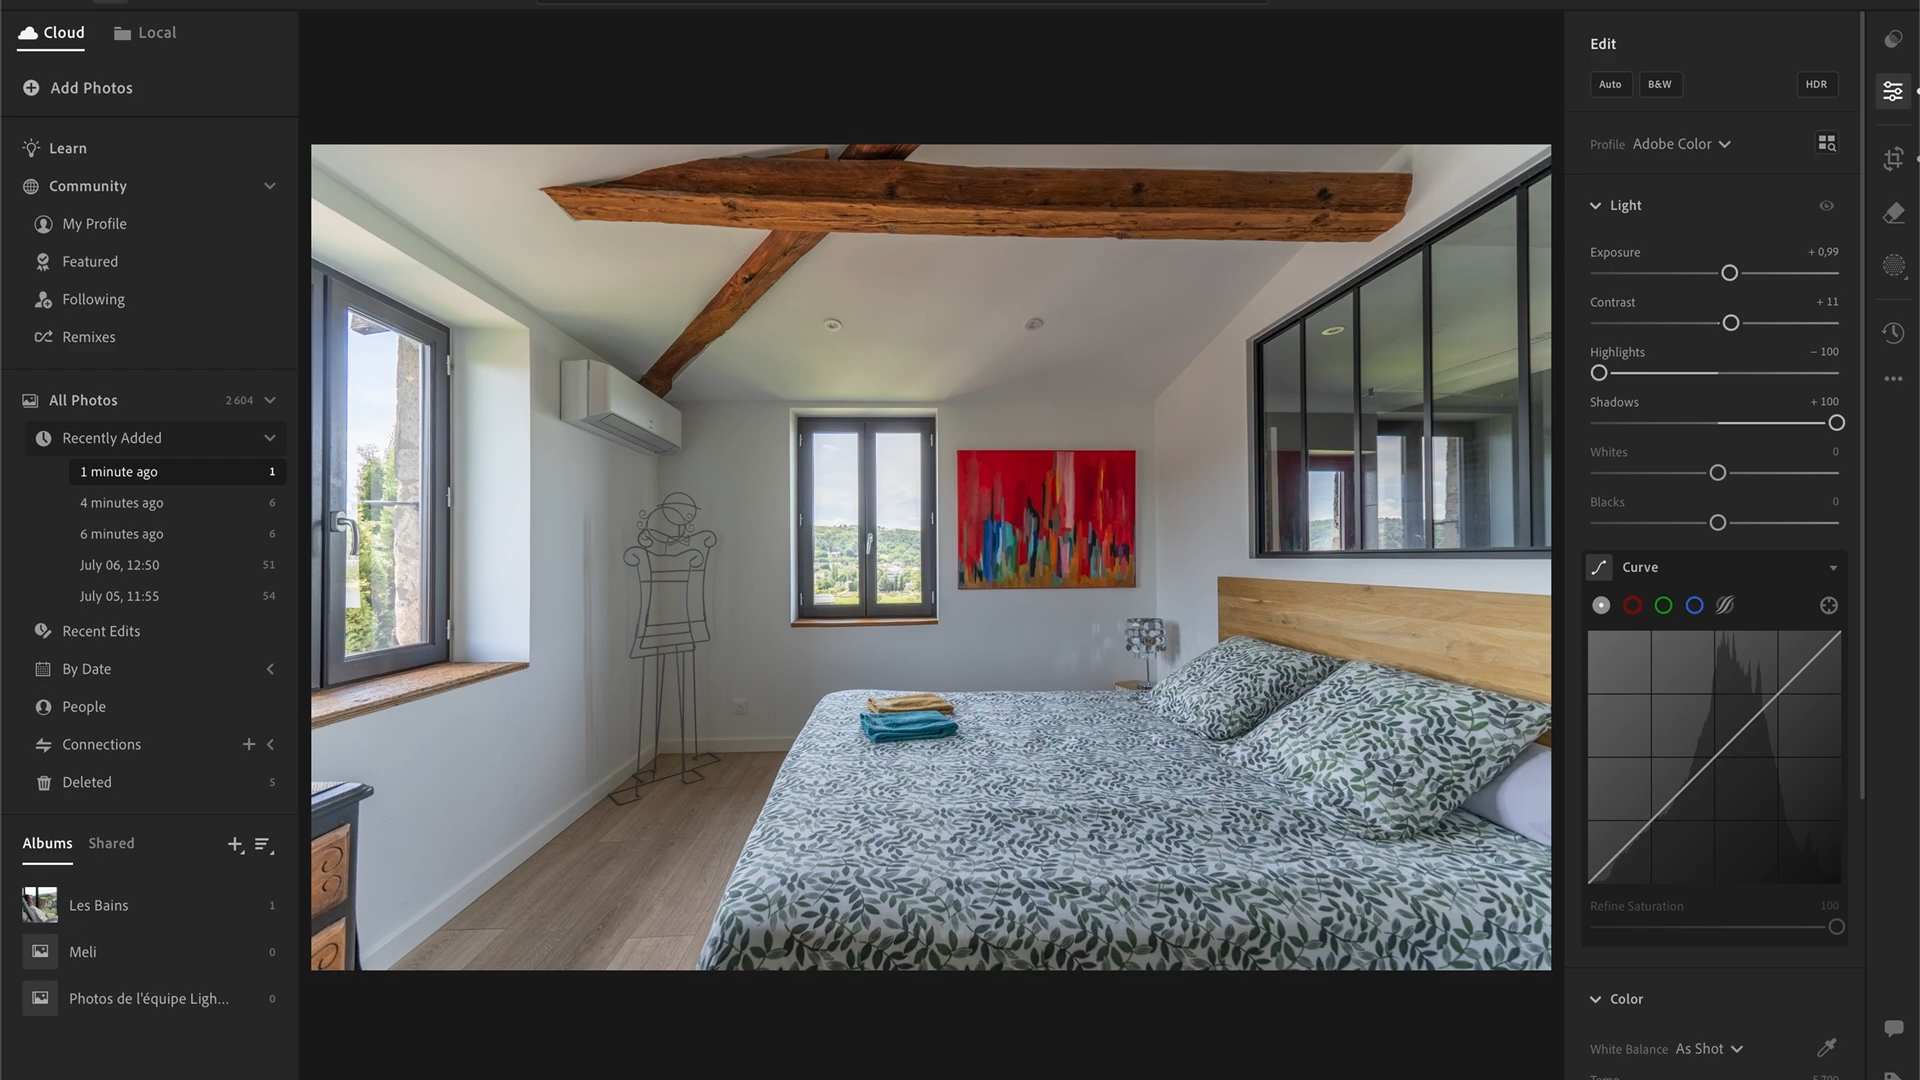 Cloud
Local
Add Photos
Learn
Community
My Profile
Featured
Following
Remixes
All Photos 2 604
Recently Added
1 minute ago 1
4 minutes ago 6
6 minutes ago 6
July 06, 12:50 51
July 05, 11:55 54
Recent Edits
By Date
People
Connections
Deleted 5
Albums
Shared
Les Bains 1
Meli 0
Photos de l'équipe Ligh... 0
Edit
Auto
B&W
HDR
Profile Adobe Color
Light
Exposure + 0,99
Contrast + 11
Highlights − 100
Shadows + 100
Whites 0
Blacks 0
Curve
Refine Saturation 100
Color
White Balance As Shot